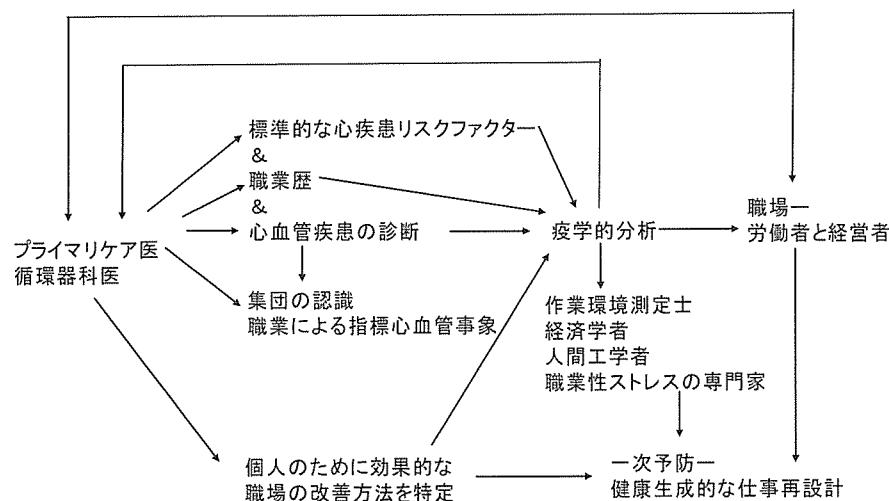 標準的な心疾患リスクファクター
&
職業歴
&
心血管疾患の診断
プライマリケア医
循環器科医
集団の認識
職業による指標心血管事象
疫学的分析
職場ー
労働者と経営者
作業環境測定士
経済学者
人間工学者
職業性ストレスの専門家
個人のために効果的な
職場の改善方法を特定
一次予防ー
健康生成的な仕事再設計